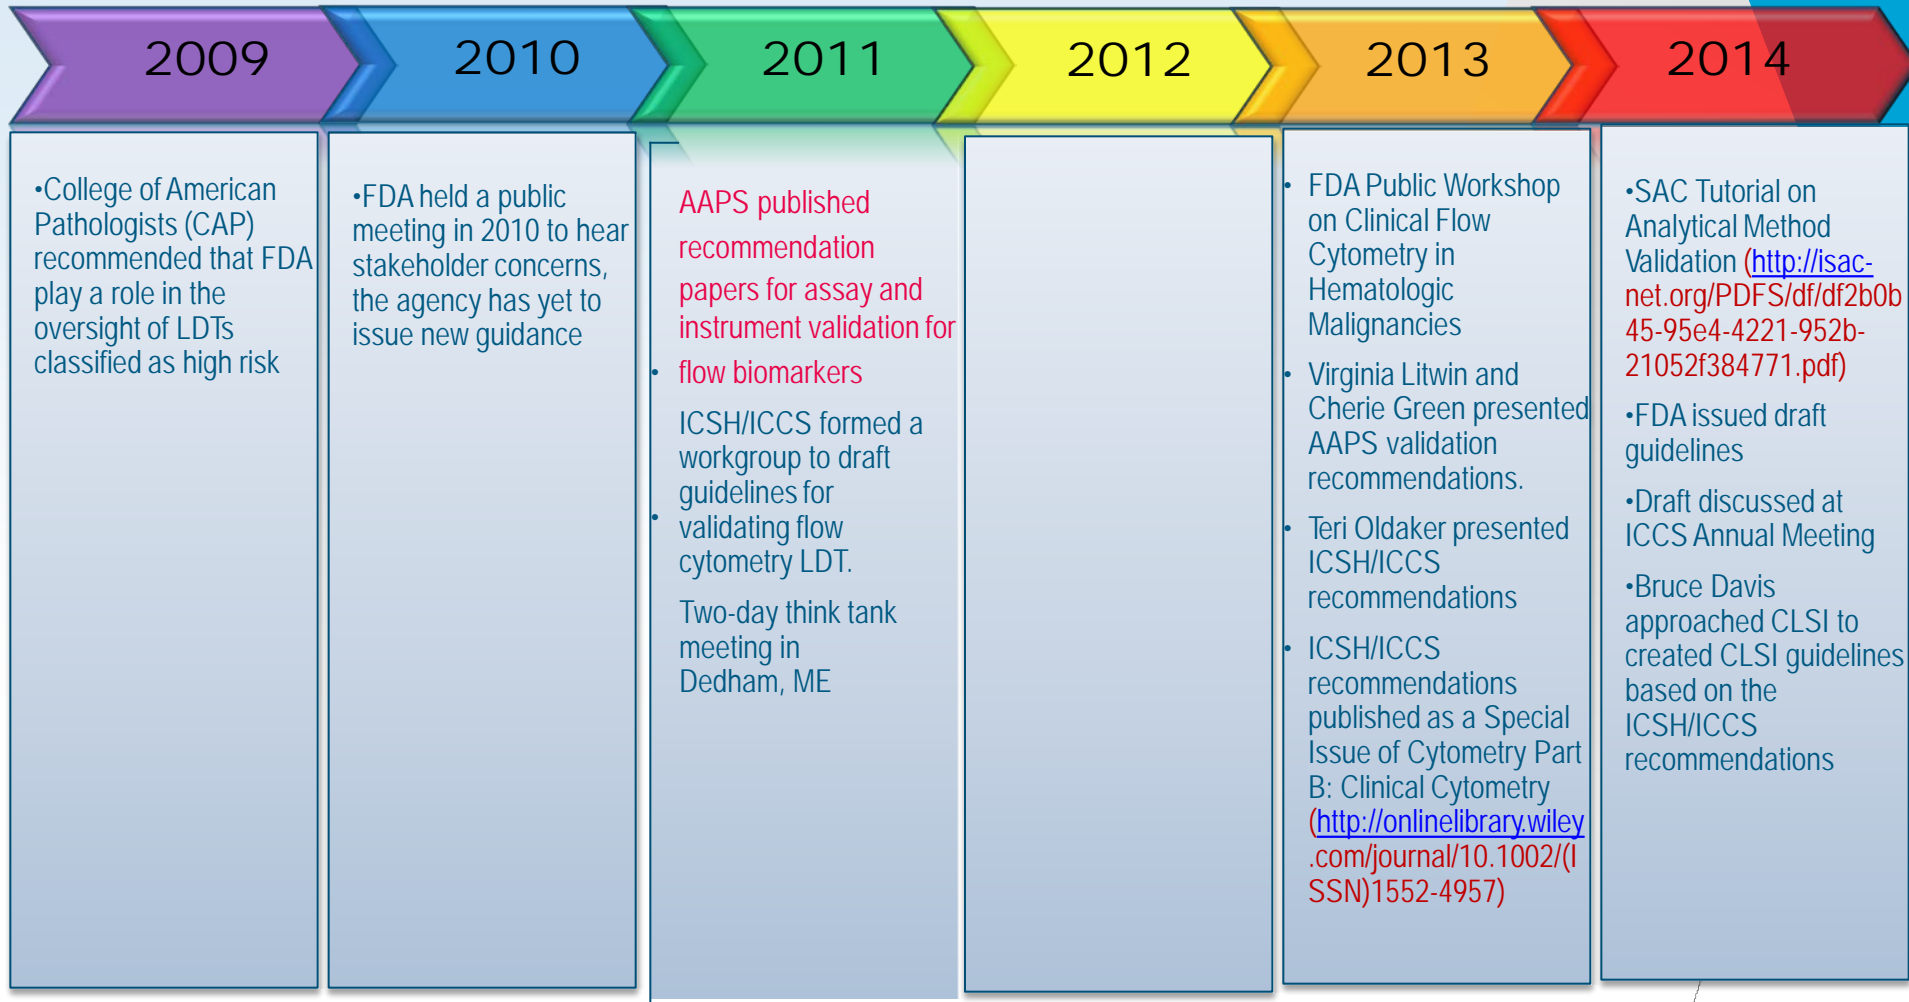 2009
2010
2011
2012
2013
2014
•College of American
Pathologists (CAP)
recommended that FDA
play a role in the
oversight of LDTs
classified as high risk
•FDA held a public
meeting in 2010 to hear
stakeholder concerns,
the agency has yet to
issue new guidance
AAPS published
recommendation
papers for assay and
instrument validation for
• flow biomarkers
ICSH/ICCS formed a
workgroup to draft
guidelines for
• validating flow
cytometry LDT.
Two-day think tank
meeting in
Dedham, ME
• FDA Public Workshop
on Clinical Flow
Cytometry in
Hematologic
Malignancies
• Virginia Litwin and
Cherie Green presented
AAPS validation
recommendations.
• Teri Oldaker presented
ICSH/ICCS
recommendations
• ICSH/ICCS
recommendations
published as a Special
Issue of Cytometry Part
B: Clinical Cytometry
(http://onlinelibrary.wiley
.com/journal/10.1002/(I
SSN)1552-4957)
•SAC Tutorial on
Analytical Method
Validation (http://isac-
net.org/PDFS/df/df2b0b
45-95e4-4221-952b-
21052f384771.pdf)
•FDA issued draft
guidelines
•Draft discussed at
ICCS Annual Meeting
•Bruce Davis
approached CLSI to
created CLSI guidelines
based on the
ICSH/ICCS
recommendations